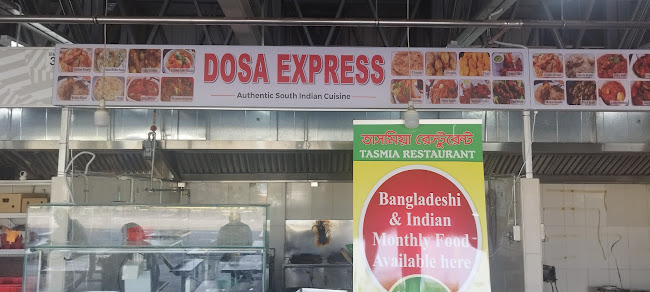 DOSA EXPRESS
Authentic South Indian Cuisine
তাসমিয়া রেস্টুরেন্ট
TASMIA RESTAURANT
Bangladeshi
& Indian
Monthly Food
Available here